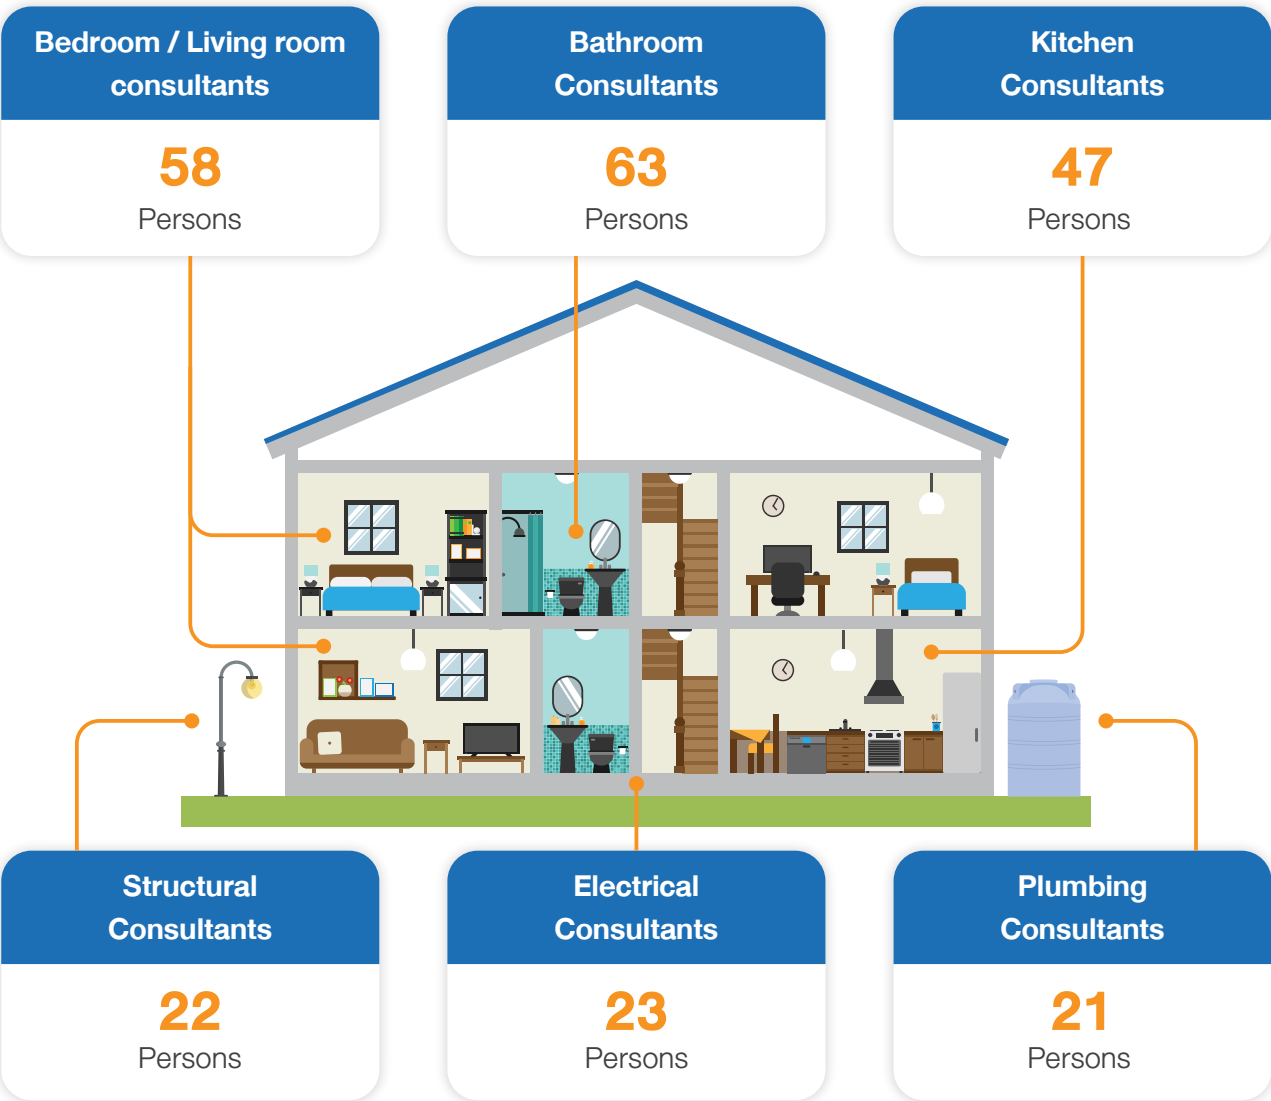 Bedroom / Living room
consultants
58
Persons
Bathroom
Consultants
63
Persons
Kitchen
Consultants
47
Persons
Structural
Consultants
22
Persons
Electrical
Consultants
23
Persons
Plumbing
Consultants
21
Persons